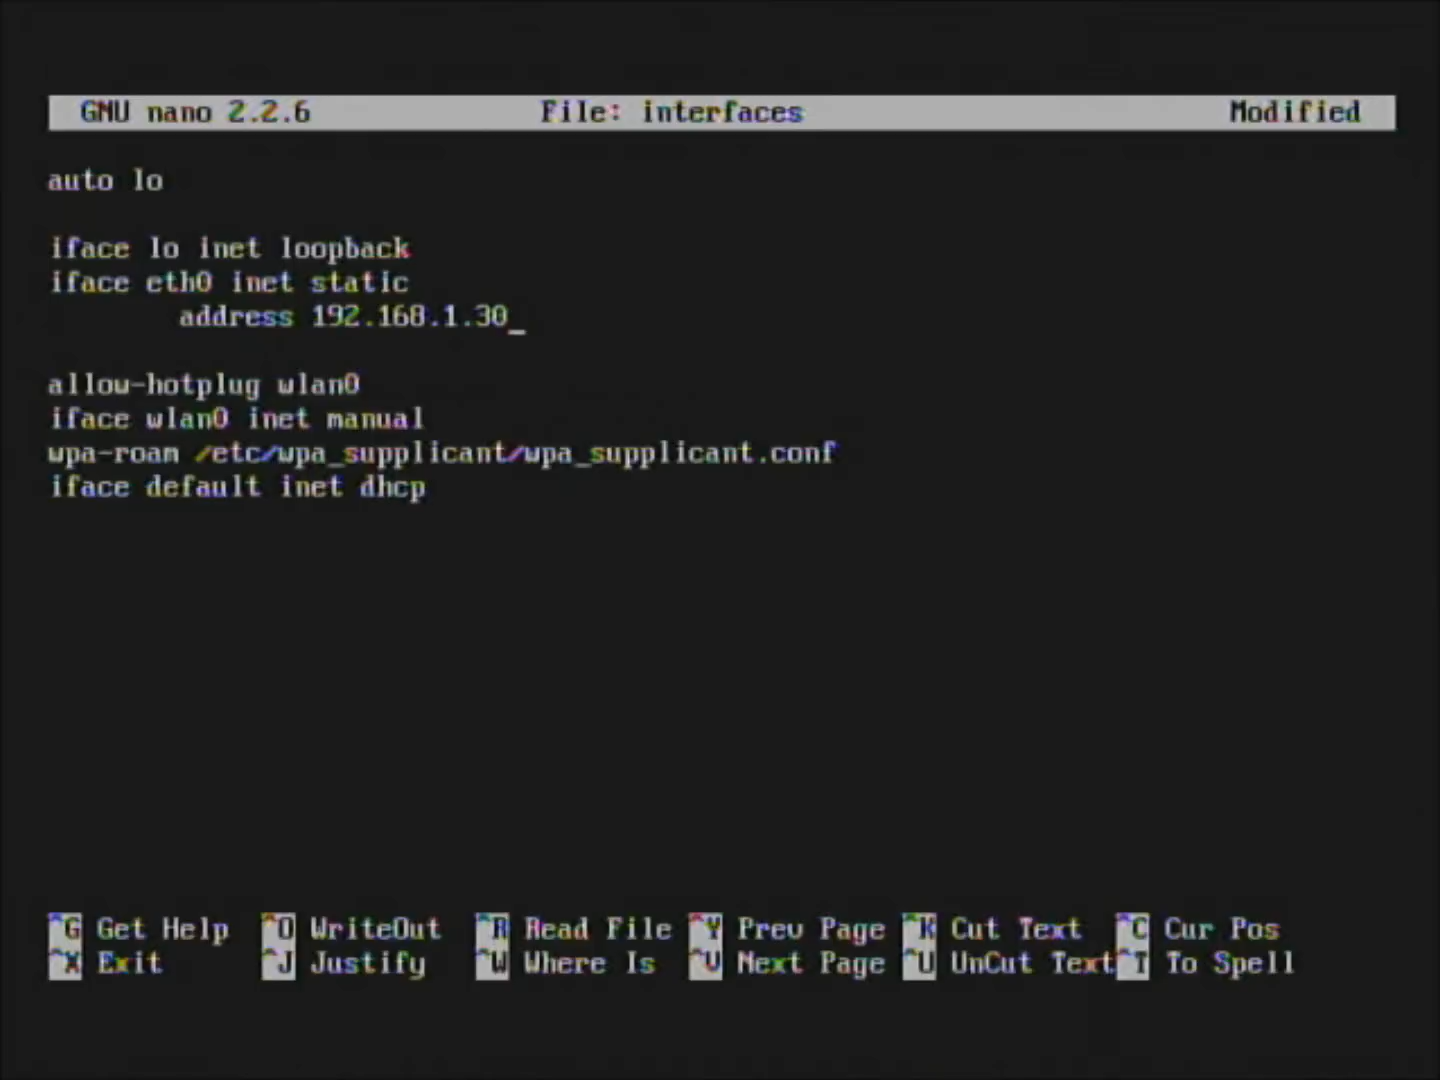 GNU nano 2.2.6 File: interfaces Modified
auto lo
iface lo inet loopback
iface eth0 inet static
address 192.168.1.30_
allow-hotplug wlan0
iface wlan0 inet manual
wpa-roam /etc/wpa_supplicant/wpa_supplicant.conf
iface default inet dhcp
^G Get Help ^O WriteOut ^R Read File ^Y Prev Page ^K Cut Text ^C Cur Pos
^X Exit ^J Justify ^W Where Is ^V Next Page ^U UnCut Text ^T To Spell